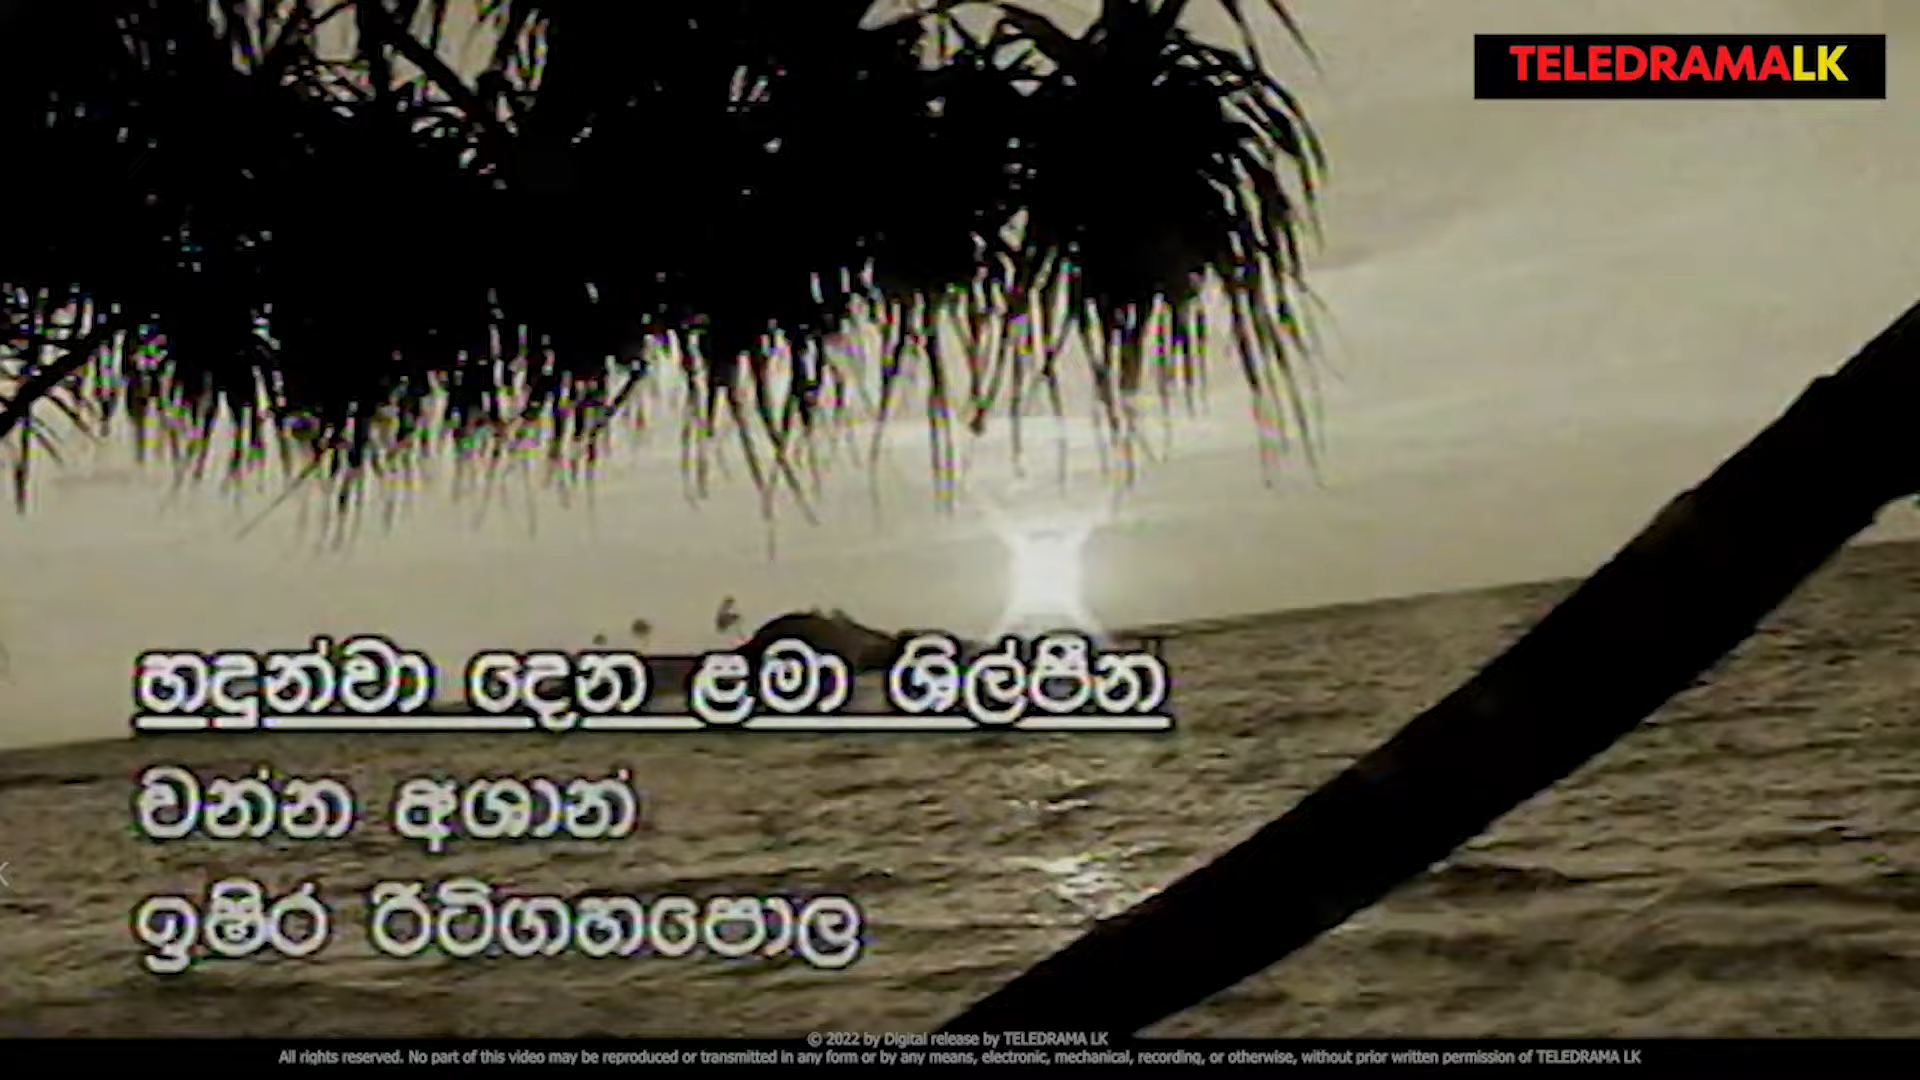 TELEDRAMALK
හදුන්වා දෙන ළමා ශිල්පීන
චන්න අශාන්
ඉෂිර රිටිගහපොල
© 2022 by Digital release by TELEDRAMA LK
All rights reserved. No part of this video may be reproduced or transmitted in any form or by any means, electronic, mechanical, recording, or otherwise, without prior written permission of TELEDRAMA LK